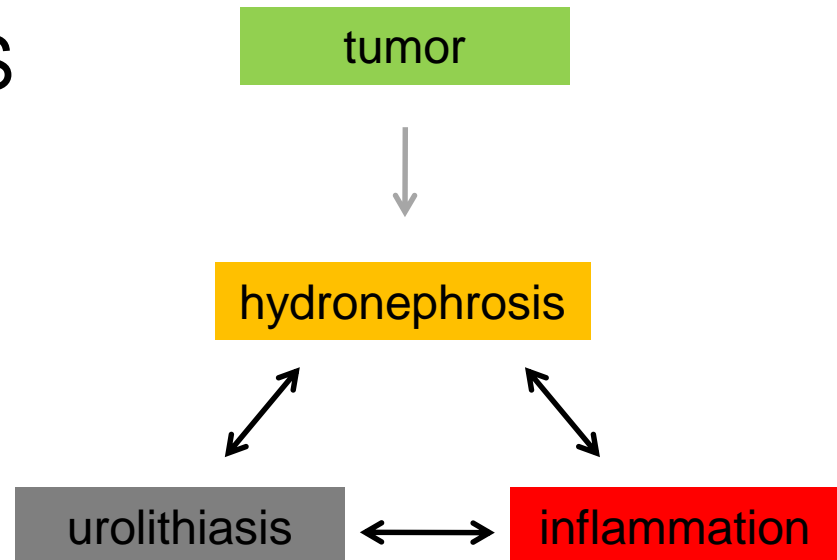 s
tumor
hydronephrosis
urolithiasis
inflammation